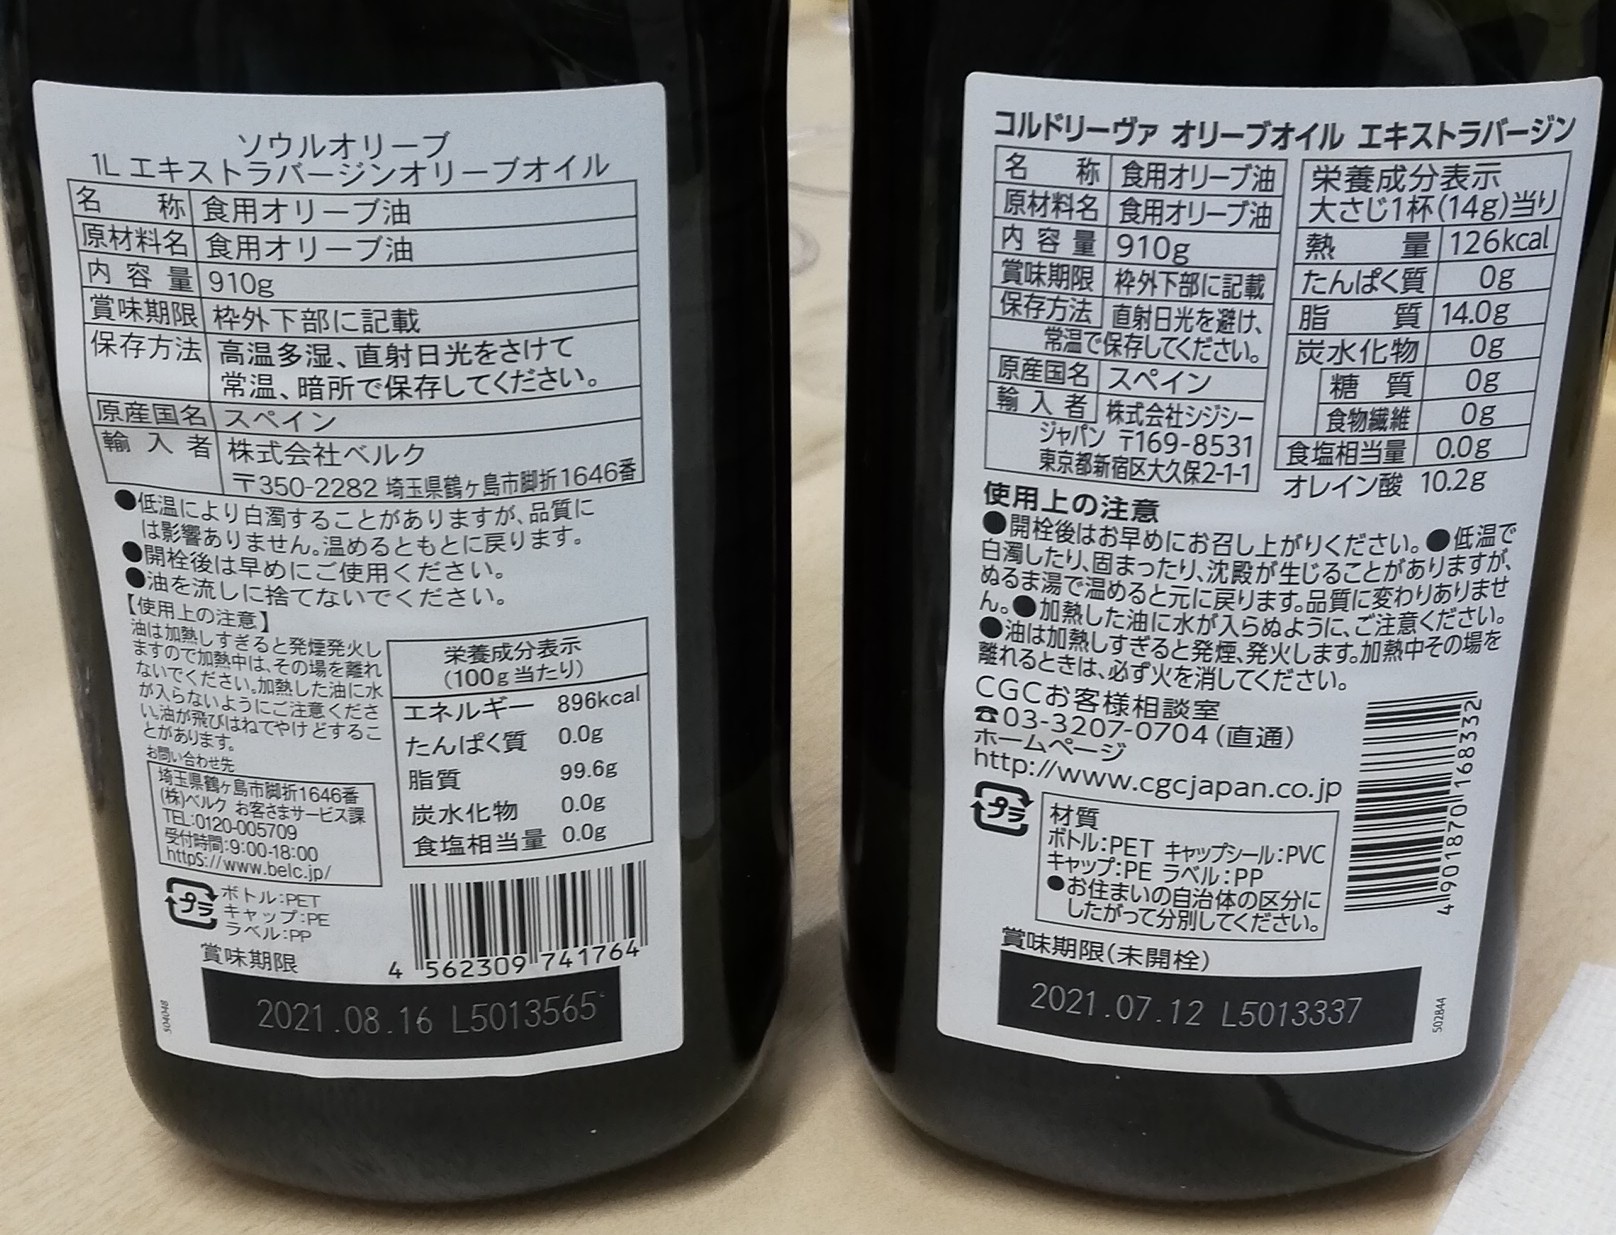 ソウルオリーブ
1L エキストラバージンオリーブオイル
名称 食用オリーブ油
原材料名 食用オリーブ油
内容量 910g
賞味期限 枠外下部に記載
保存方法 高温多湿、直射日光をさけて
常温、暗所で保存してください。
原産国名 スペイン
輸入者 株式会社ベルク
〒350-2282 埼玉県鶴ヶ島市脚折1646番
●低温により白濁することがありますが、品質に
は影響ありません。温めるともとに戻ります。
●開栓後は早めにご使用ください。
●油を流しに捨てないでください。
【使用上の注意】
油は加熱しすぎると発煙発火し
ますので加熱中は、その場を離れ
ないでください。加熱した油に水
が入らないようにご注意くださ
い。油が飛びはねてやけどするこ
とがあります。
お問い合わせ先
埼玉県鶴ヶ島市脚折1646番
(株)ベルク お客さまサービス課
TEL:0120-005709
受付時間:9:00-18:00
httpS://www.belc.jp/
栄養成分表示
(100g当たり)
エネルギー 896kcal
たんぱく質 0.0g
脂質 99.6g
炭水化物 0.0g
食塩相当量 0.0g
プラ
ボトル:PET
キャップ:PE
ラベル:PP
4 562309 741764
賞味期限
2021.08.16 L5013565
504048
コルドリーヴァ オリーブオイル エキストラバージン
名称 食用オリーブ油
原材料名 食用オリーブ油
内容量 910g
賞味期限 枠外下部に記載
保存方法 直射日光を避け、
常温で保存してください。
原産国名 スペイン
輸入者 株式会社シジシー
ジャパン 〒169-8531
東京都新宿区大久保2-1-1
栄養成分表示
大さじ1杯(14g)当り
熱量 126kcal
たんぱく質 0g
脂質 14.0g
炭水化物 0g
糖質 0g
食物繊維 0g
食塩相当量 0.0g
オレイン酸 10.2g
使用上の注意
●開栓後はお早めにお召し上がりください。●低温で
白濁したり、固まったり、沈殿が生じることがありますが、
ぬるま湯で温めると元に戻ります。品質に変わりありませ
ん。●加熱した油に水が入らぬように、ご注意ください。
●油は加熱しすぎると発煙、発火します。加熱中その場を
離れるときは、必ず火を消してください。
CGCお客様相談室
☎03-3207-0704(直通)
ホームページ
http://www.cgcjapan.co.jp
プラ
材質
ボトル:PET キャップシール:PVC
キャップ:PE ラベル:PP
●お住まいの自治体の区分に
したがって分別してください。
4 901870 168332
賞味期限(未開栓)
2021.07.12 L5013337
502844